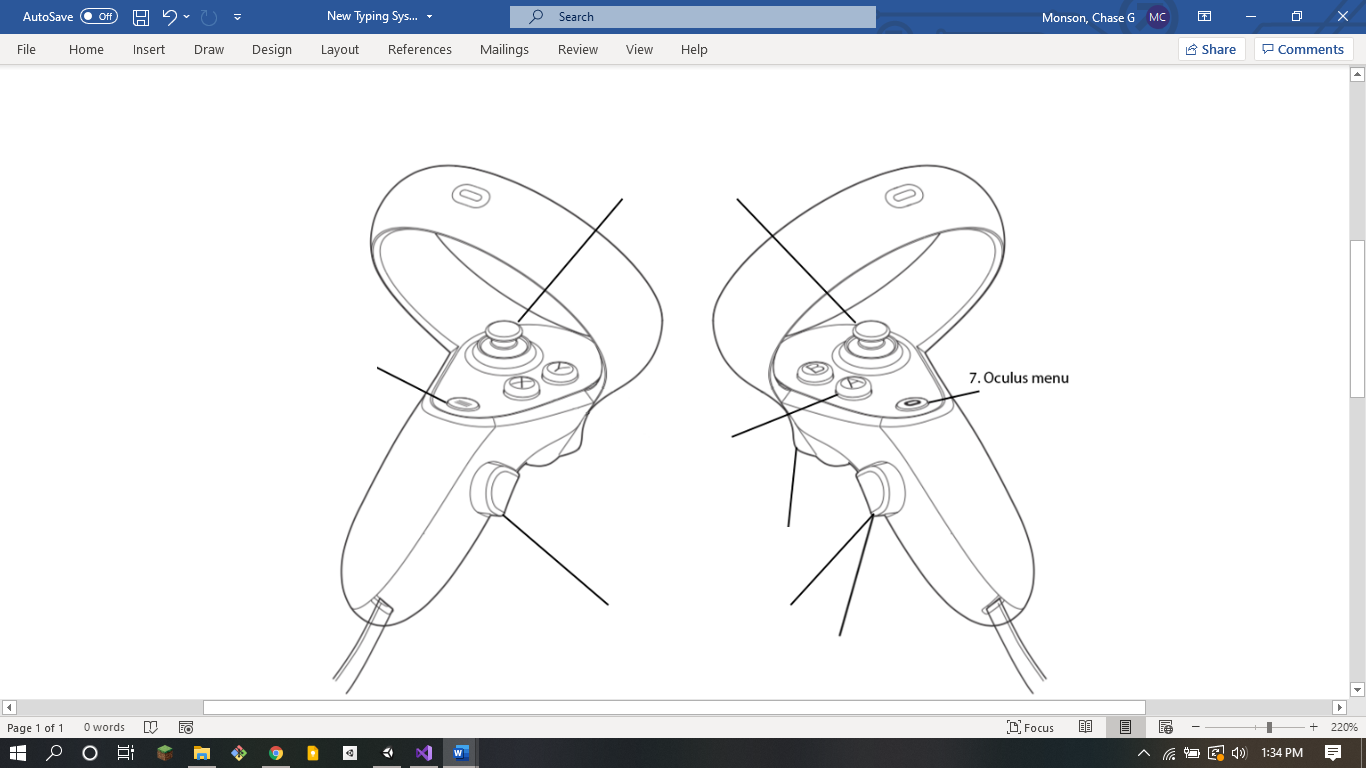 AutoSave Off New Typing Sys... Search Monson, Chase G MC
File Home Insert Draw Design Layout References Mailings Review View Help Share Comments
Y
X
B
A
7. Oculus menu
Page 1 of 1 0 words Focus 220%
W 1:34 PM